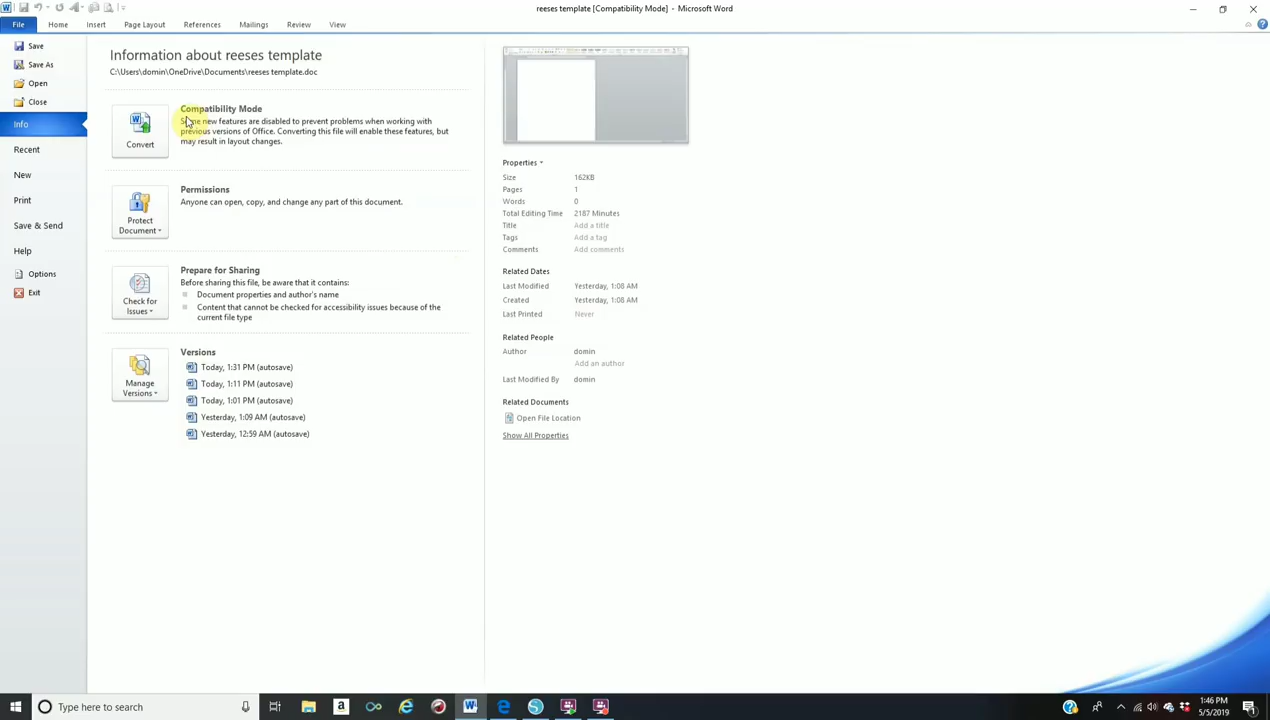 reeses template [Compatibility Mode] - Microsoft Word
File Home Insert Page Layout References Mailings Review View
Save
Save As
Open
Close
Info
Recent
New
Print
Save & Send
Help
Options
Exit
Information about reeses template
C:\Users\domin\OneDrive\Documents\reeses template.doc
Convert
Compatibility Mode
Some new features are disabled to prevent problems when working with
previous versions of Office. Converting this file will enable these features, but
may result in layout changes.
Protect
Document
Permissions
Anyone can open, copy, and change any part of this document.
Check for
Issues
Prepare for Sharing
Before sharing this file, be aware that it contains:
Document properties and author's name
Content that cannot be checked for accessibility issues because of the
current file type
Manage
Versions
Versions
Today, 1:31 PM (autosave)
Today, 1:11 PM (autosave)
Today, 1:01 PM (autosave)
Yesterday, 1:09 AM (autosave)
Yesterday, 12:59 AM (autosave)
Properties
Size 162KB
Pages 1
Words 0
Total Editing Time 2187 Minutes
Title Add a title
Tags Add a tag
Comments Add comments
Related Dates
Last Modified Yesterday, 1:08 AM
Created Yesterday, 1:08 AM
Last Printed Never
Related People
Author domin
Add an author
Last Modified By domin
Related Documents
Open File Location
Show All Properties
Type here to search
1:46 PM
5/5/2019